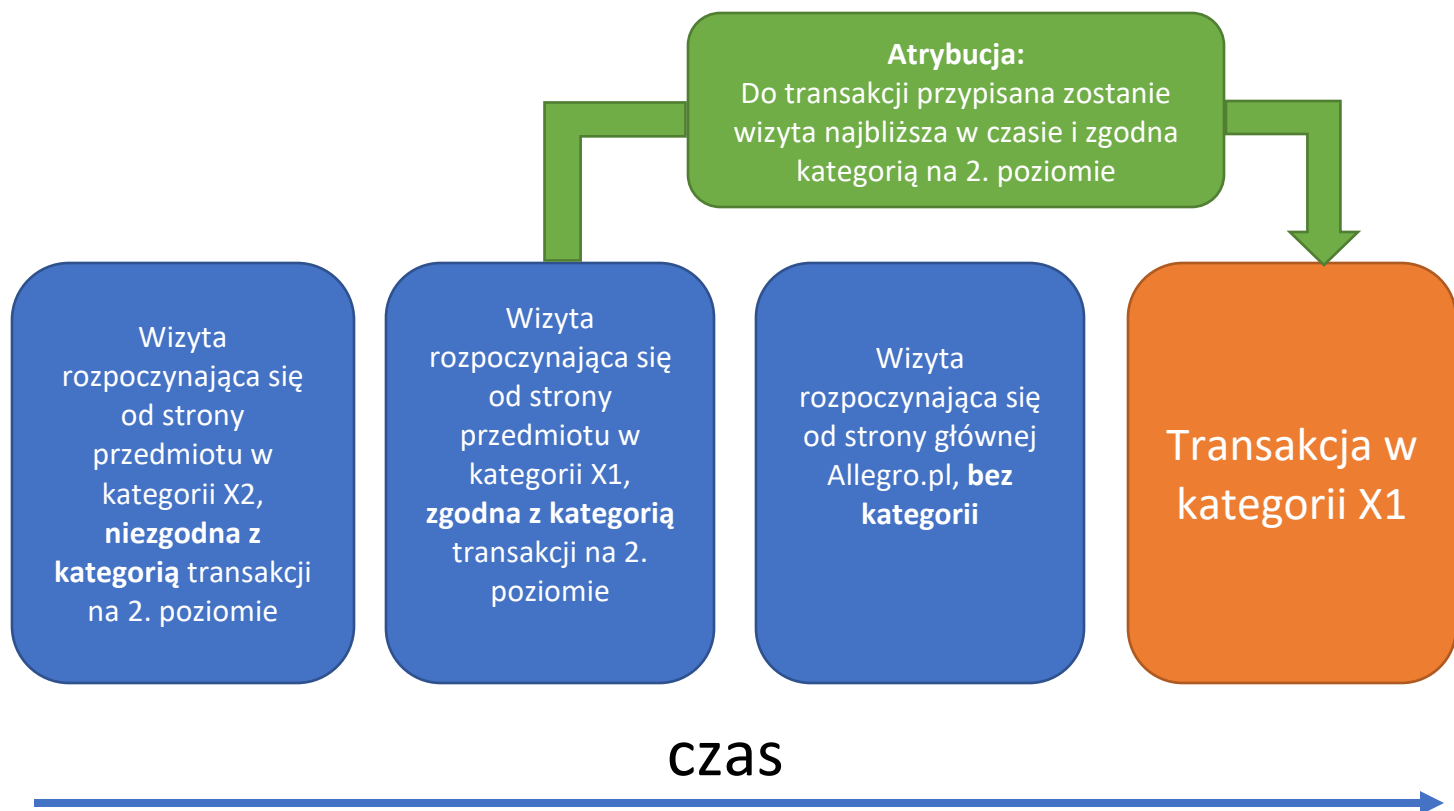 Atrybucja:
Do transakcji przypisana zostanie
wizyta najbliższa w czasie i zgodna
kategorią na 2. poziomie
Wizyta
rozpoczynająca się
od strony
przedmiotu w
kategorii X2,
niezgodna z
kategorią transakcji
na 2. poziomie
Wizyta
rozpoczynająca się
od strony
przedmiotu w
kategorii X1,
zgodna z kategorią
transakcji na 2.
poziomie
Wizyta
rozpoczynająca się
od strony głównej
Allegro.pl, bez
kategorii
Transakcja w
kategorii X1
czas